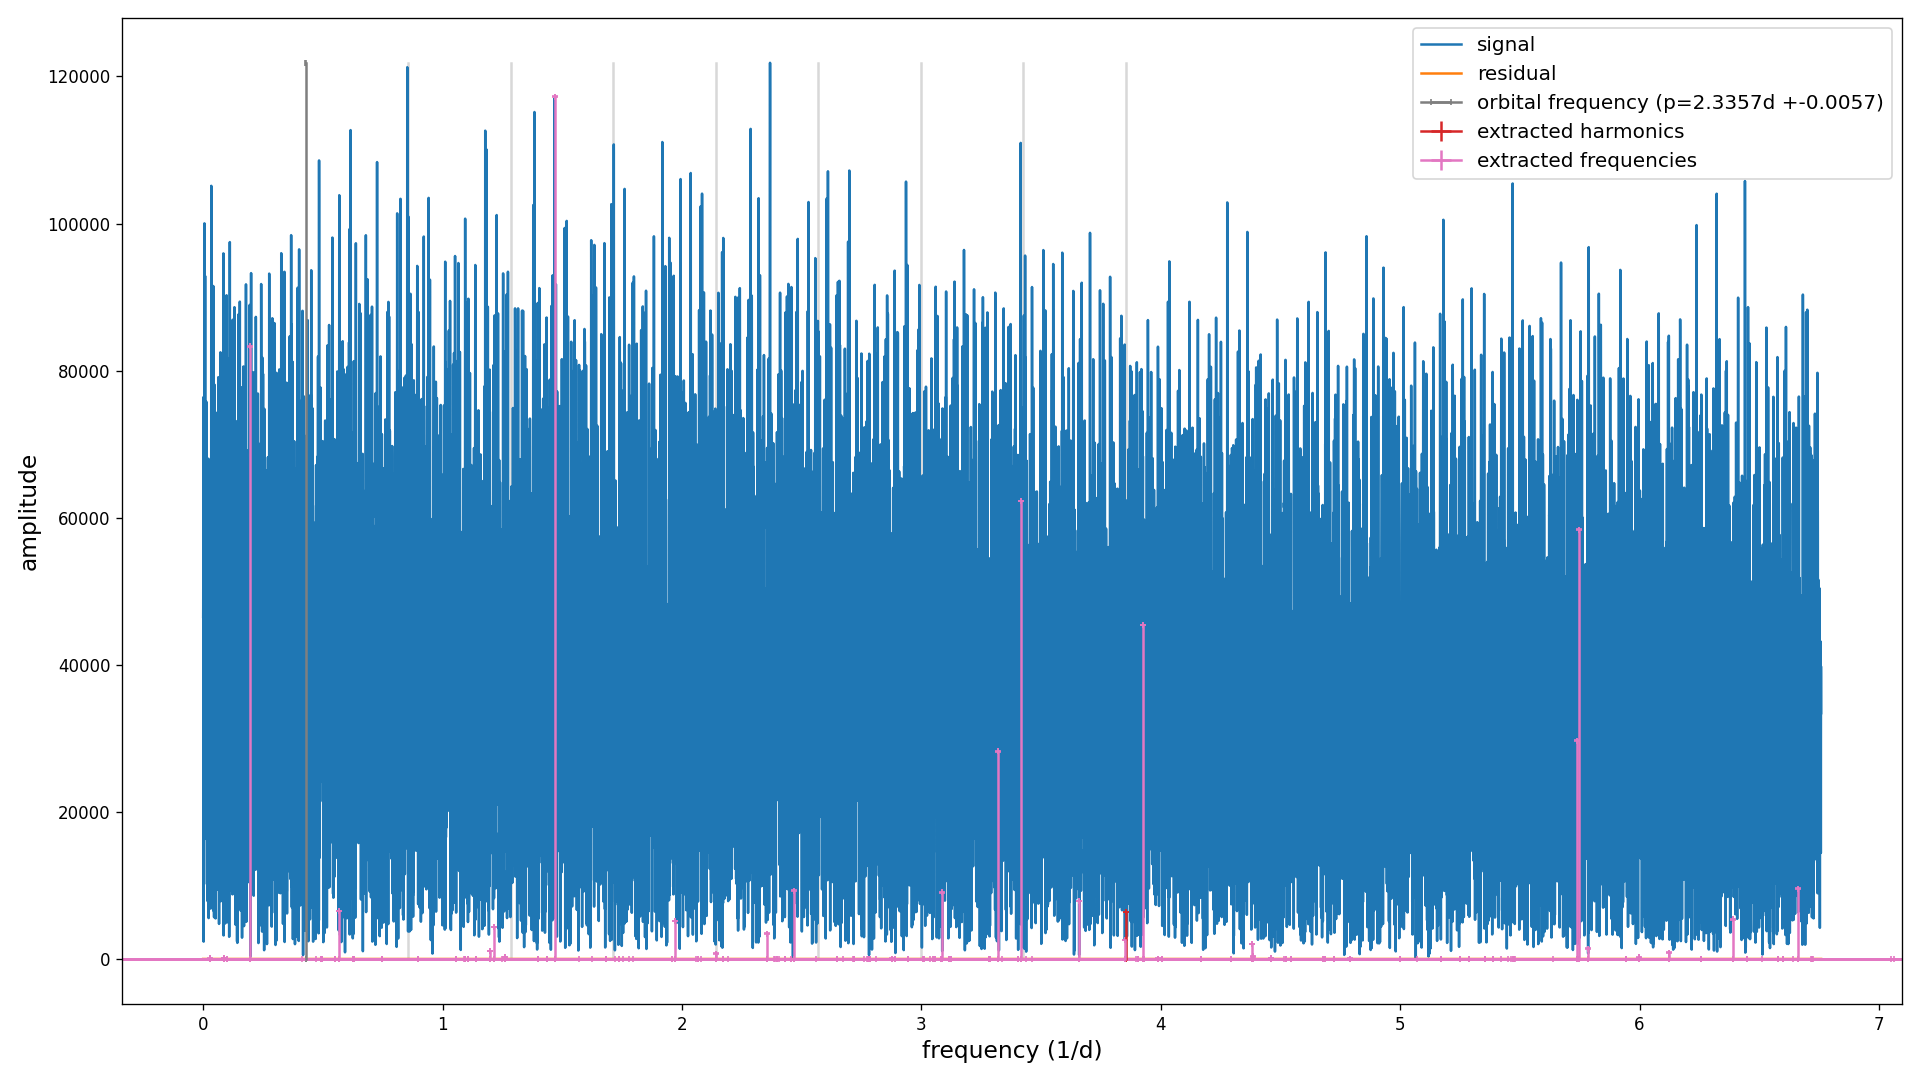 signal
residual
orbital frequency (p=2.3357d +-0.0057)
extracted harmonics
extracted frequencies
120000
100000
80000
60000
40000
20000
0
amplitude
0 1 2 3 4 5 6 7
frequency (1/d)